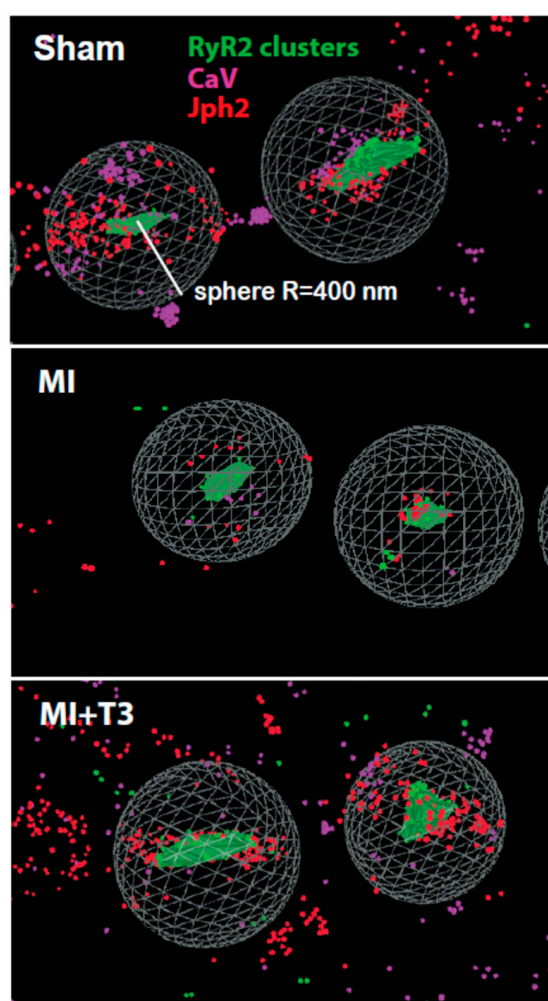 Sham
RyR2 clusters
CaV
Jph2
sphere R=400 nm
MI
MI+T3